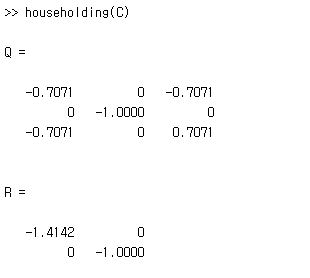 >> householding(C)
Q =
-0.7071 0 -0.7071
0 -1.0000 0
-0.7071 0 0.7071
R =
-1.4142 0
0 -1.0000